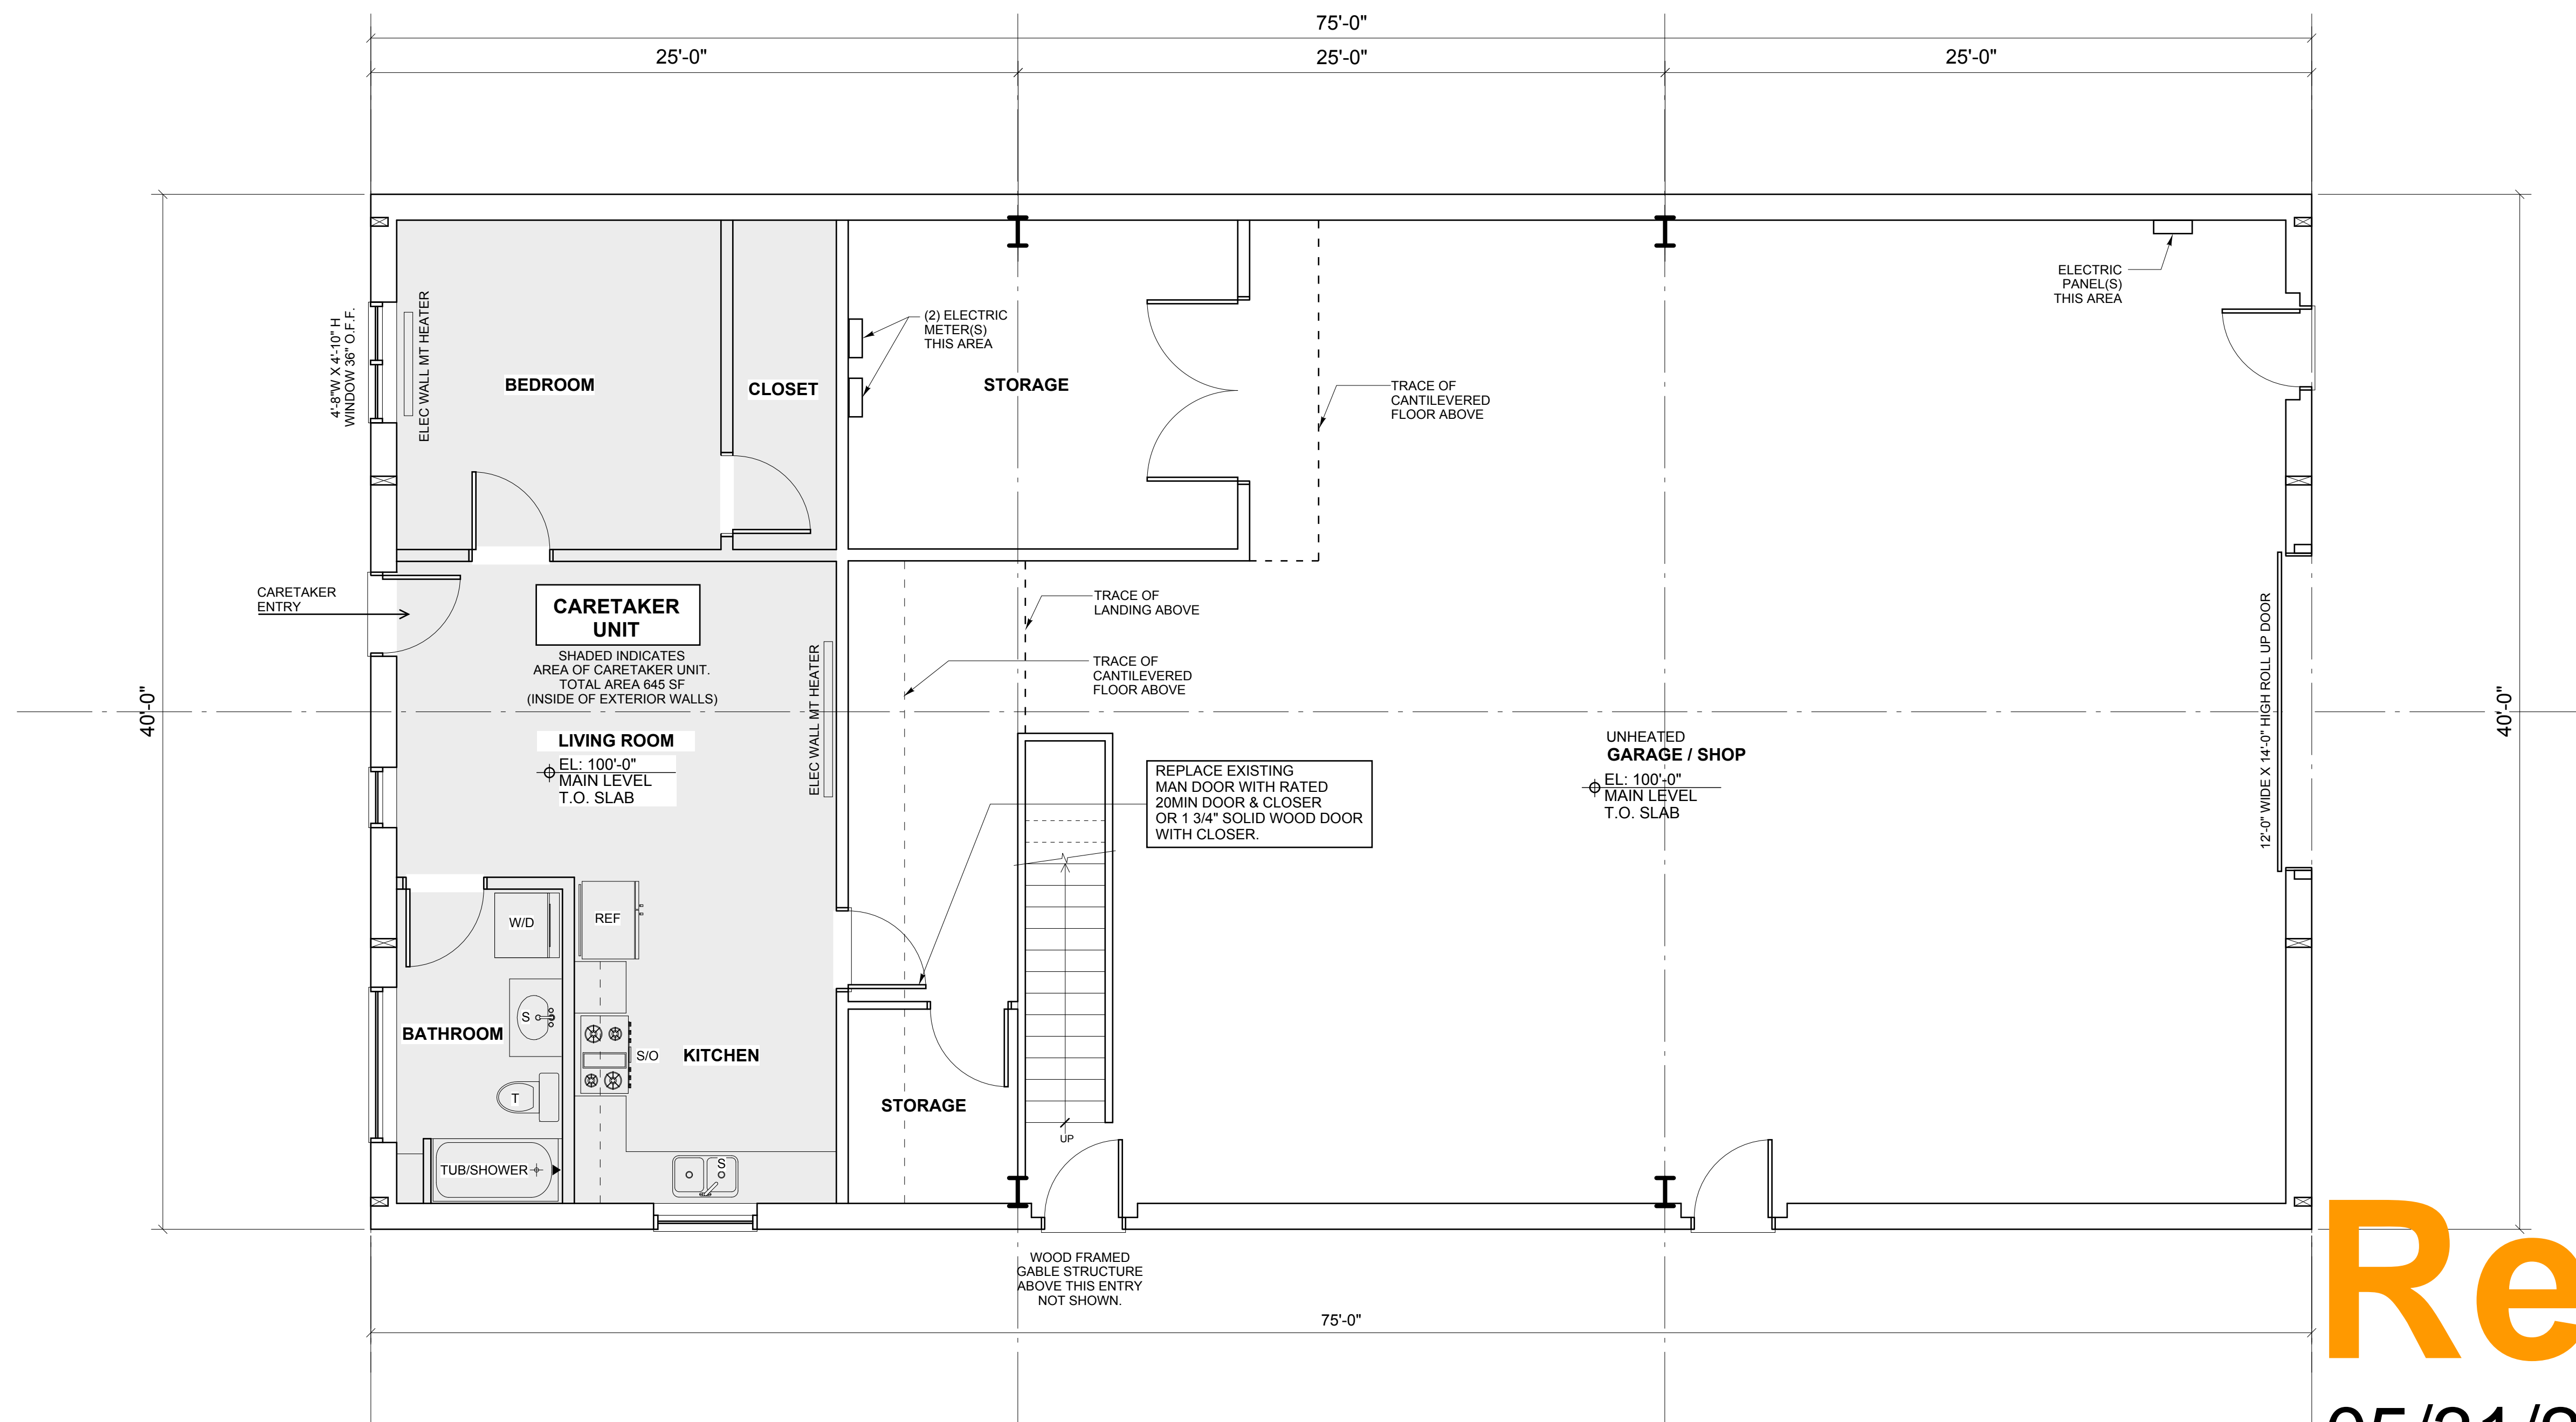 75'-0"
25'-0"
25'-0"
25'-0"
ELECTRIC
PANEL(S)
THIS AREA
4'-8"W X 4'-10" H
WINDOW 36" O.F.F.
ELEC WALL MT HEATER
(2) ELECTRIC
METER(S)
THIS AREA
BEDROOM
CLOSET
STORAGE
TRACE OF
CANTILEVERED
FLOOR ABOVE
CARETAKER
ENTRY
CARETAKER
UNIT
SHADED INDICATES
AREA OF CARETAKER UNIT.
TOTAL AREA 645 SF
(INSIDE OF EXTERIOR WALLS)
TRACE OF
LANDING ABOVE
TRACE OF
CANTILEVERED
FLOOR ABOVE
ELEC WALL MT HEATER
12'-0" WIDE X 14'-0" HIGH ROLL UP DOOR
40'-0"
40'-0"
LIVING ROOM
EL: 100'-0"
MAIN LEVEL
T.O. SLAB
UNHEATED
GARAGE / SHOP
EL: 100'-0"
MAIN LEVEL
T.O. SLAB
REPLACE EXISTING
MAN DOOR WITH RATED
20MIN DOOR & CLOSER
OR 1 3/4" SOLID WOOD DOOR
WITH CLOSER.
W/D
REF
S
BATHROOM
S/O
KITCHEN
T
STORAGE
UP
TUB/SHOWER
S
WOOD FRAMED
GABLE STRUCTURE
ABOVE THIS ENTRY
NOT SHOWN.
75'-0"
Re